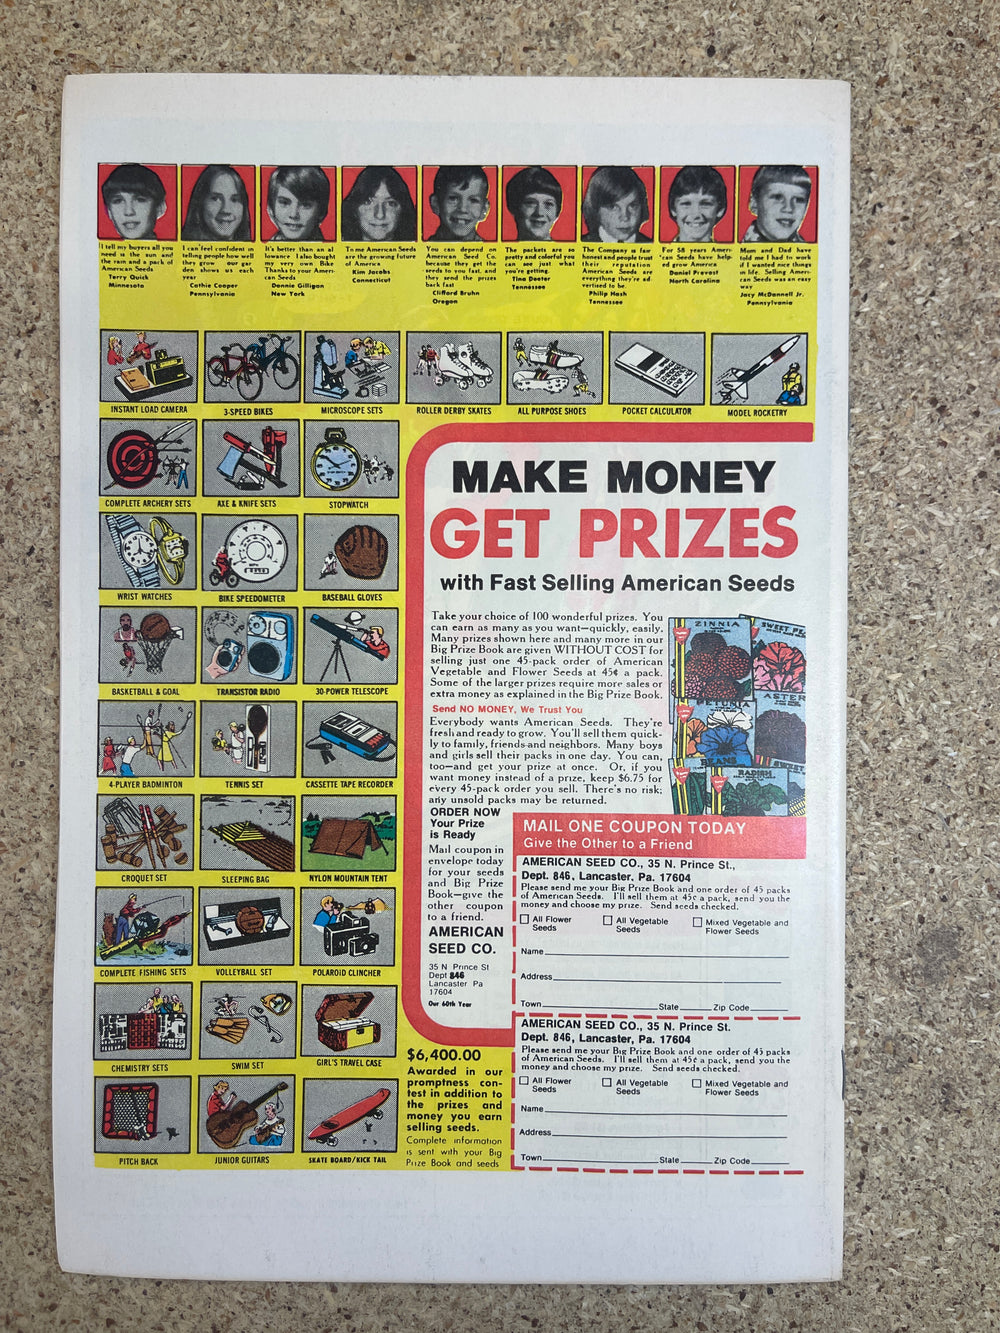 I tell my buyers all you
need is the sun and
the rain and a pack of
American Seeds
Terry Quick
Minnesota
I can feel confident in
telling people how well
they grow our gar
den shows us each
year
Cathie Cooper
Pennsylvania
It's better than an al
lowance I also bought
my very own Bike
Thanks to your Ameri-
can Seeds
Donnie Gilligan
New York
To me American Seeds
are the growing future
of America
Kim Jacobs
Connecticut
You can depend on
American Seed Co.
because they get the
seeds to you fast, and
they send the prizes
back fast
Clifford Bruhn
Oregon
The packets are so
pretty and colorful you
can see just what
you're getting.
Tina Deeter
Tennessee
The Company is fair
honest and people trust
their reputation
American Seeds are
everything they're ad-
vertised to be.
Philip Hash
Tennessee
For 58 years Ameri-
can Seeds have help-
ed grow America
Daniel Provost
North Carolina
Mom and Dad have
told me I had to work
if I wanted nice things
in life. Selling Ameri-
can Seeds was an easy
way
Jacy McDannell Jr.
Pennsylvania
INSTANT LOAD CAMERA
3-SPEED BIKES
MICROSCOPE SETS
ROLLER DERBY SKATES
ALL PURPOSE SHOES
POCKET CALCULATOR
MODEL ROCKETRY
COMPLETE ARCHERY SETS
AXE & KNIFE SETS
STOPWATCH
WRIST WATCHES
BIKE SPEEDOMETER
BASEBALL GLOVES
BASKETBALL & GOAL
TRANSISTOR RADIO
30-POWER TELESCOPE
4-PLAYER BADMINTON
TENNIS SET
CASSETTE TAPE RECORDER
CROQUET SET
SLEEPING BAG
NYLON MOUNTAIN TENT
COMPLETE FISHING SETS
VOLLEYBALL SET
POLAROID CLINCHER
CHEMISTRY SETS
SWIM SET
GIRL'S TRAVEL CASE
PITCH BACK
JUNIOR GUITARS
SKATE BOARD/KICK TAIL
MAKE MONEY
GET PRIZES
with Fast Selling American Seeds
Take your choice of 100 wonderful prizes. You
can earn as many as you want—quickly, easily.
Many prizes shown here and many more in our
Big Prize Book are given WITHOUT COST for
selling just one 45-pack order of American
Vegetable and Flower Seeds at 45¢ a pack.
Some of the larger prizes require more sales or
extra money as explained in the Big Prize Book.
Send NO MONEY, We Trust You
Everybody wants American Seeds. They're
fresh and ready to grow. You'll sell them quick-
ly to family, friends and neighbors. Many boys
and girls sell their packs in one day. You can,
too—and get your prize at once. Or, if you
want money instead of a prize, keep $6.75 for
every 45-pack order you sell. There's no risk;
any unsold packs may be returned.
ZINNIA
SWEET PE
ASTER
PETUNIA
BEANS
SWEET
RADISH
ORDER NOW
Your Prize
is Ready
Mail coupon in
envelope today
for your seeds
and Big Prize
Book—give the
other coupon
to a friend.
AMERICAN
SEED CO.
35 N Prince St
Dept 846
Lancaster Pa
17604
Our 60th Year
MAIL ONE COUPON TODAY
Give the Other to a Friend
AMERICAN SEED CO., 35 N. Prince St.,
Dept. 846, Lancaster, Pa. 17604
Please send me your Big Prize Book and one order of 45 packs
of American Seeds. I'll sell them at 45¢ a pack, send you the
money and choose my prize. Send seeds checked.
All Flower Seeds
All Vegetable Seeds
Mixed Vegetable and Flower Seeds
Name
Address
Town State Zip Code
AMERICAN SEED CO., 35 N. Prince St.
Dept. 846, Lancaster, Pa. 17604
Please send me your Big Prize Book and one order of 45 packs
of American Seeds. I'll sell them at 45¢ a pack, send you the
money and choose my prize. Send seeds checked.
All Flower Seeds
All Vegetable Seeds
Mixed Vegetable and Flower Seeds
Name
Address
Town State Zip Code
$6,400.00
Awarded in our
promptness con-
test in addition to
the prizes and
money you earn
selling seeds.
Complete information
is sent with your Big
Prize Book and seeds